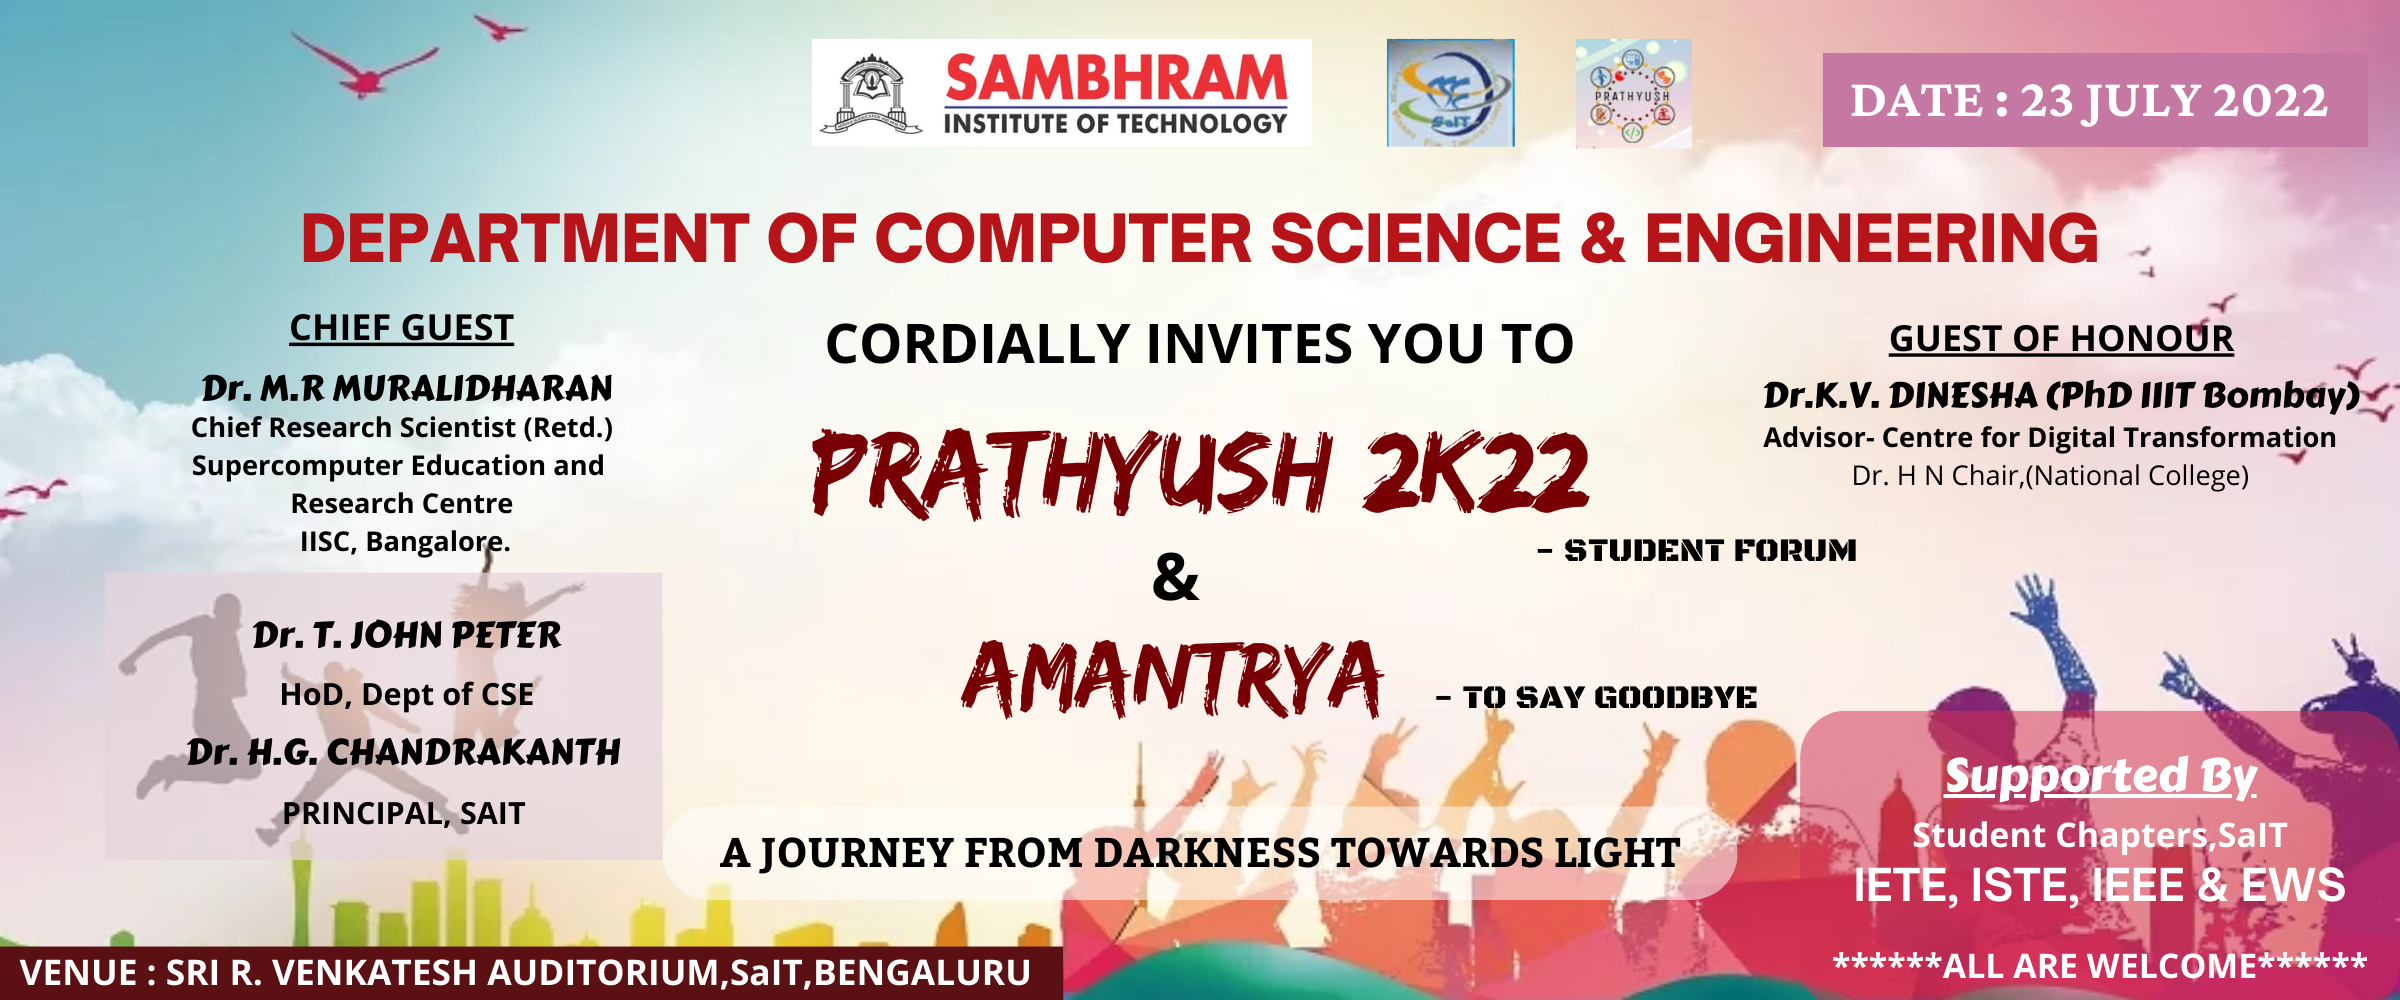 SAMBHRAM
INSTITUTE OF TECHNOLOGY
SaIT
PRATHYUSH
DATE : 23 JULY 2022
DEPARTMENT OF COMPUTER SCIENCE & ENGINEERING
CHIEF GUEST
Dr. M.R MURALIDHARAN
Chief Research Scientist (Retd.)
Supercomputer Education and
Research Centre
IISC, Bangalore.
Dr. T. JOHN PETER
HoD, Dept of CSE
Dr. H.G. CHANDRAKANTH
PRINCIPAL, SAIT
CORDIALLY INVITES YOU TO
PRATHYUSH 2K22
- STUDENT FORUM
&
AMANTRYA
- TO SAY GOODBYE
A JOURNEY FROM DARKNESS TOWARDS LIGHT
GUEST OF HONOUR
Dr.K.V. DINESHA (PhD IIIT Bombay)
Advisor- Centre for Digital Transformation
Dr. H N Chair,(National College)
Supported By
Student Chapters,SaIT
IETE, ISTE, IEEE & EWS
******ALL ARE WELCOME******
VENUE : SRI R. VENKATESH AUDITORIUM,SaIT,BENGALURU